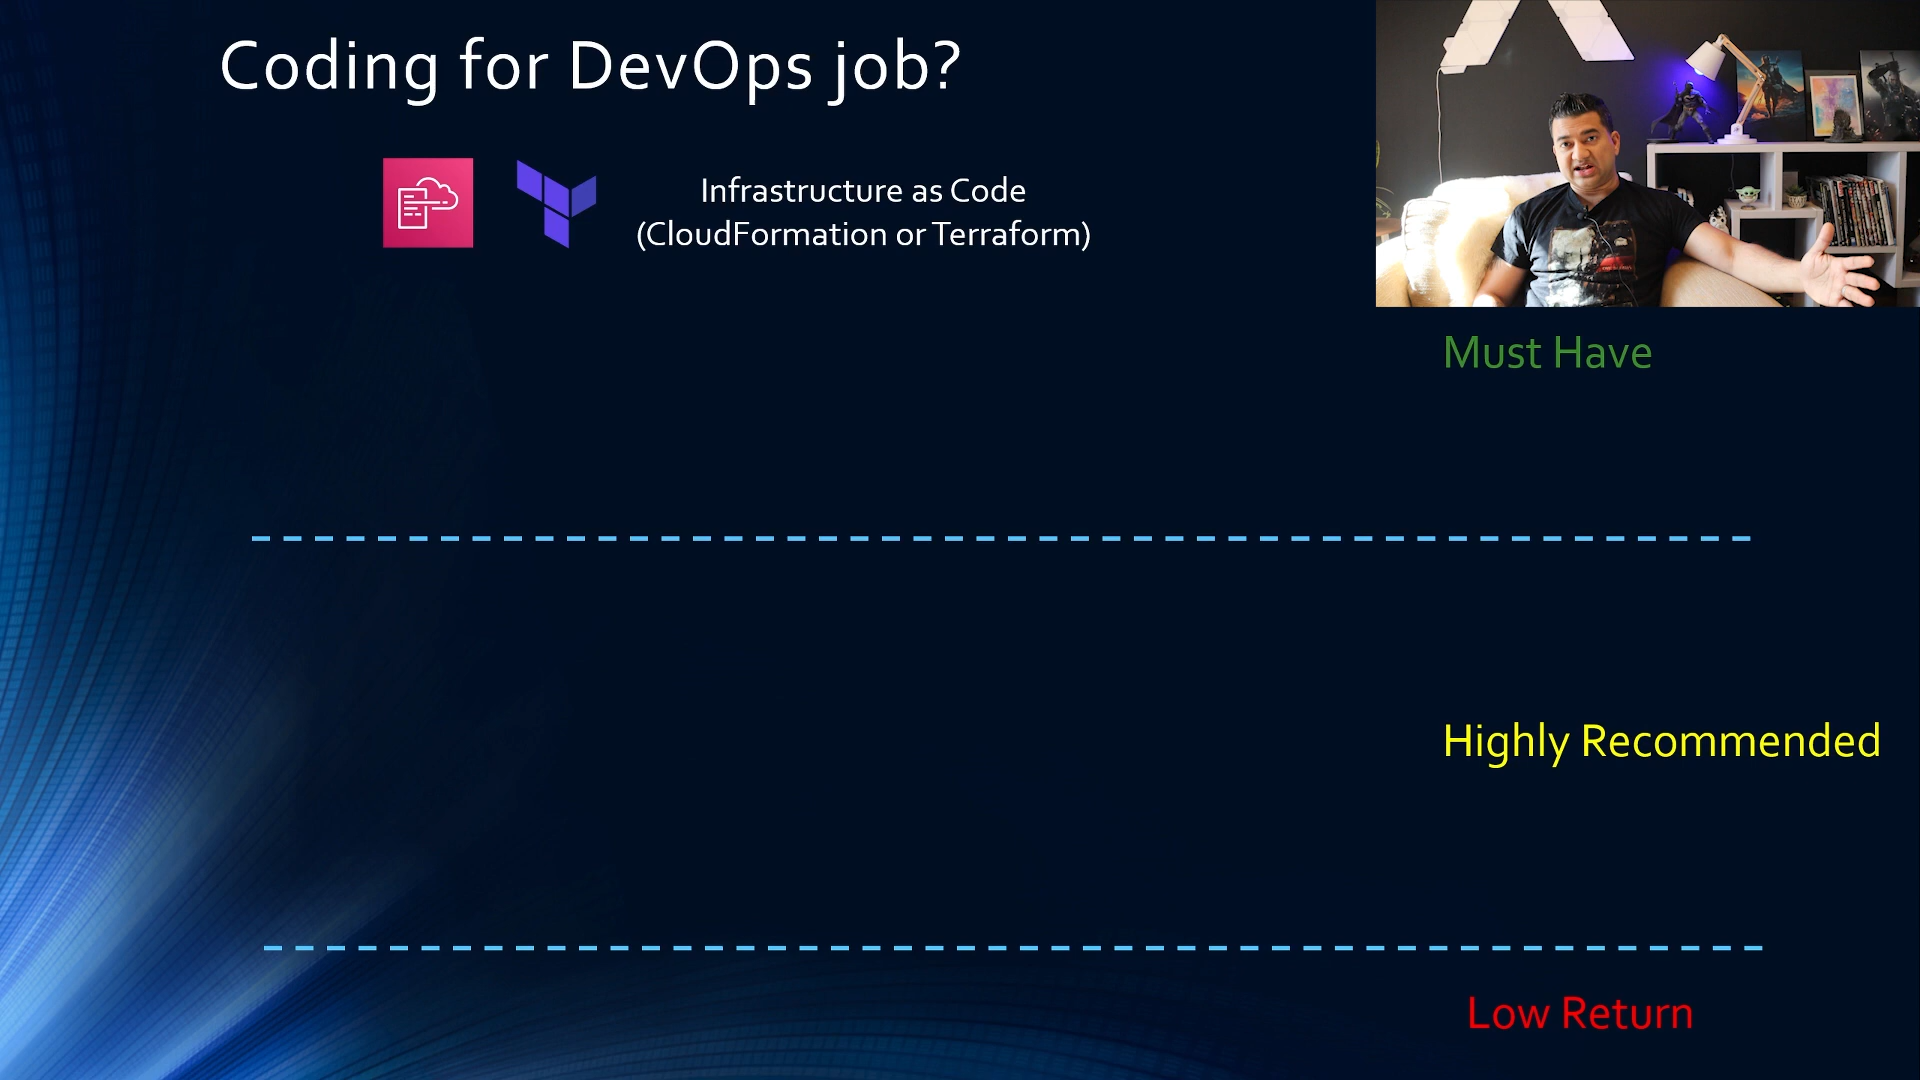 Coding for DevOps job?
Infrastructure as Code
(CloudFormation or Terraform)
Must Have
Highly Recommended
Low Return